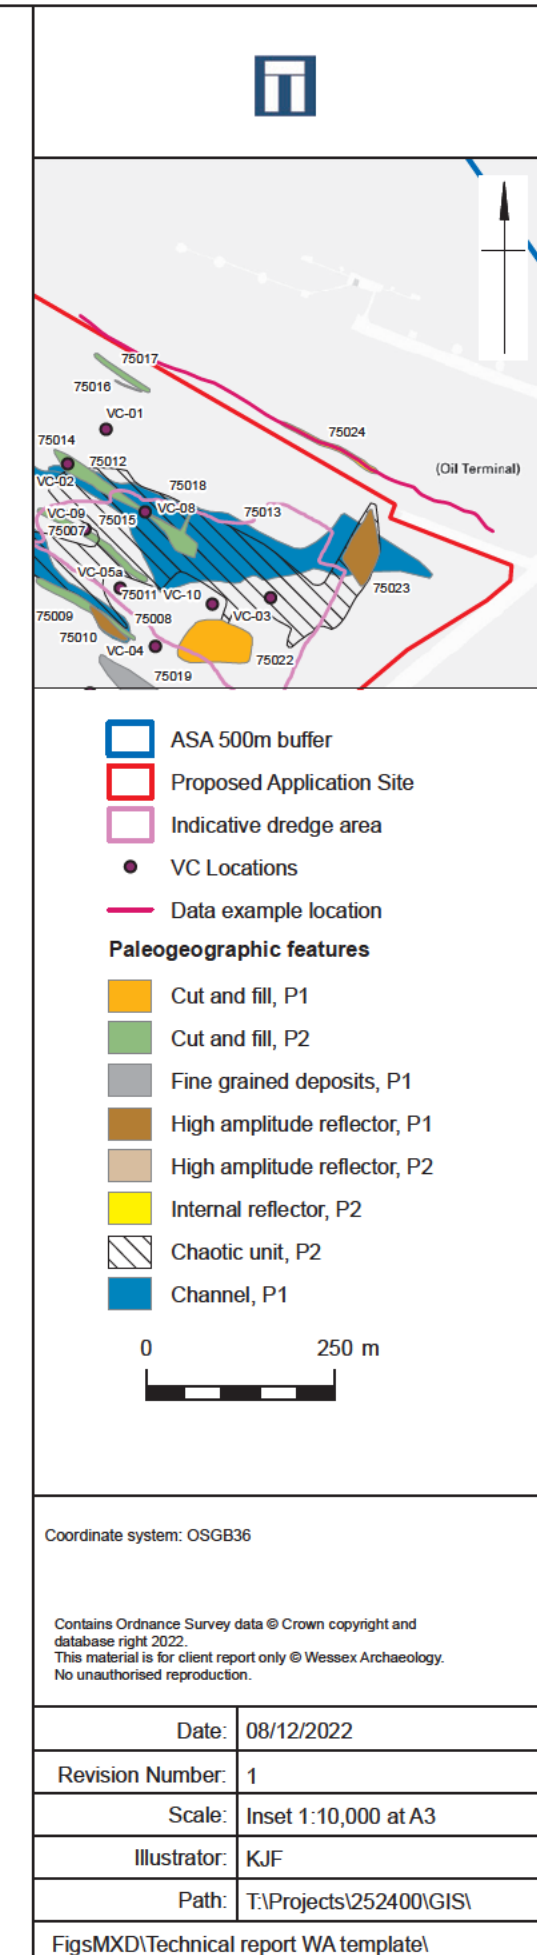 75017
75016
VC-01
75014
75024
75012
(Oil Terminal)
VC-02
75018
VC-09
75015
VC-08
75013
75007
VC-05a
75011
VC-10
75023
75009
75008
VC-03
75010
VC-04
75022
75019
ASA 500m buffer
Proposed Application Site
Indicative dredge area
VC Locations
Data example location
Paleogeographic features
Cut and fill, P1
Cut and fill, P2
Fine grained deposits, P1
High amplitude reflector, P1
High amplitude reflector, P2
Internal reflector, P2
Chaotic unit, P2
Channel, P1
0 250 m
Coordinate system: OSGB36
Contains Ordnance Survey data © Crown copyright and
database right 2022.
This material is for client report only © Wessex Archaeology.
No unauthorised reproduction.
Date: 08/12/2022
Revision Number: 1
Scale: Inset 1:10,000 at A3
Illustrator: KJF
Path: T:\Projects\252400\GIS\
FigsMXD\Technical report WA template\